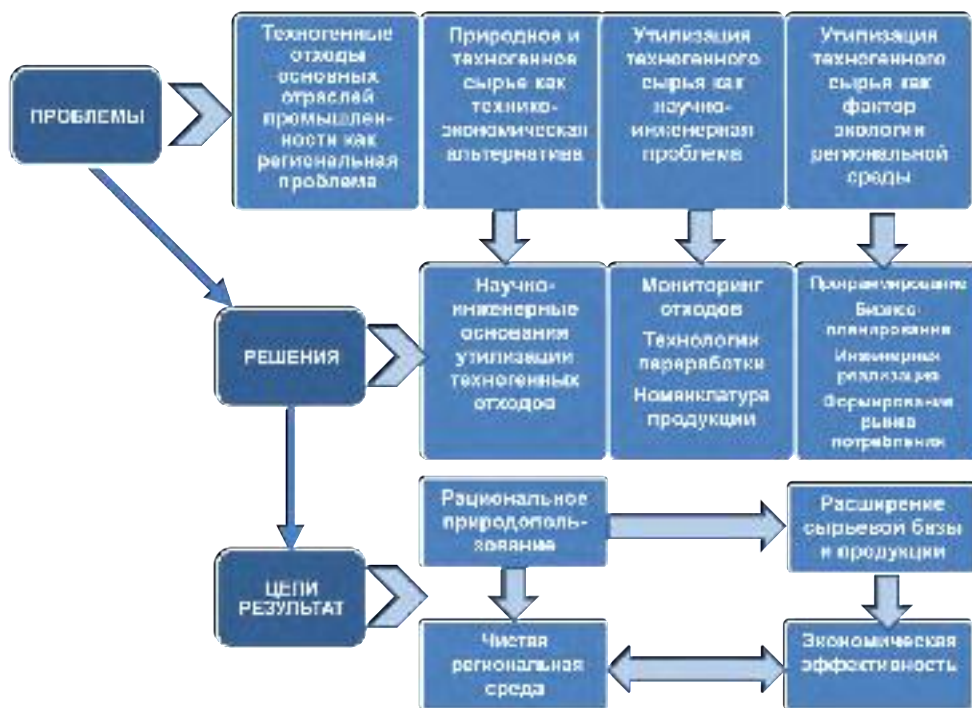 ПРОБЛЕМЫ
Техногенные
отходы
основных
отраслей
промышлен-
ности как
региональная
проблема
Природное и
техногенное
сырье как
технико-
экономическая
альтернатива
Утилизация
техногенного
сырья как
научно-
инженерная
проблема
Утилизация
техногенного
сырья как
фактор
экологии
региональной
среды
РЕШЕНИЯ
Научно-
инженерные
основания
утилизации
техногенных
отходов
Мониторинг
отходов
Технологии
переработки
Номенклатура
продукции
Программирование
Бизнес-
планирование
Инженерная
реализация
Формирование
рынка
потребления
ЦЕЛИ
РЕЗУЛЬТАТ
Рациональное
природополь-
зование
Расширение
сырьевой базы
и продукции
Чистая
региональная
среда
Экономическая
эффективность